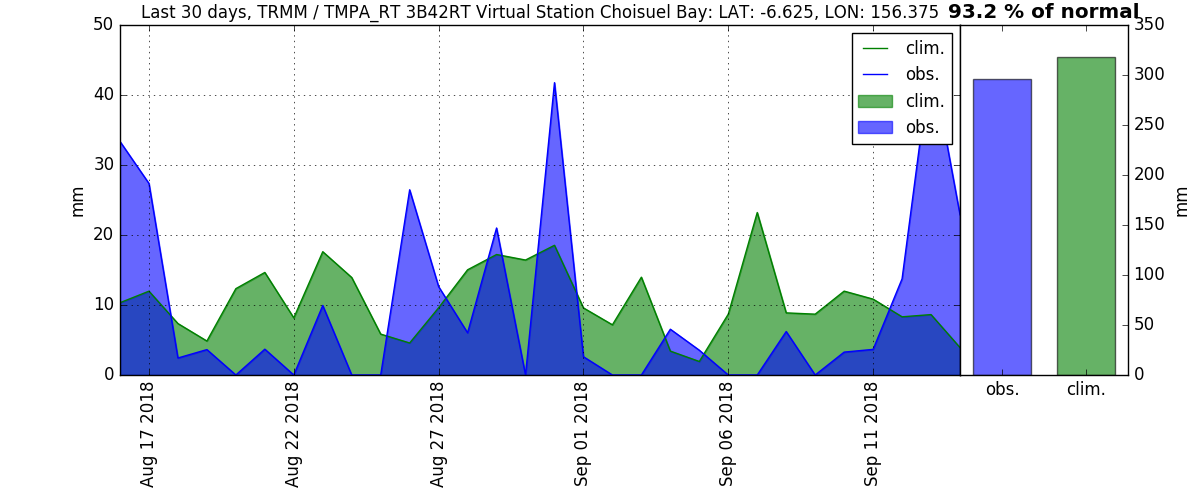 Last 30 days, TRMM / TMPA_RT 3B42RT Virtual Station Choisuel Bay: LAT: -6.625, LON: 156.375 93.2 % of normal
50
40
30
20
10
0
mm
clim.
obs.
clim.
obs.
350
300
250
200
150
100
50
0
mm
Aug 17 2018
Aug 22 2018
Aug 27 2018
Sep 01 2018
Sep 06 2018
Sep 11 2018
obs.
clim.